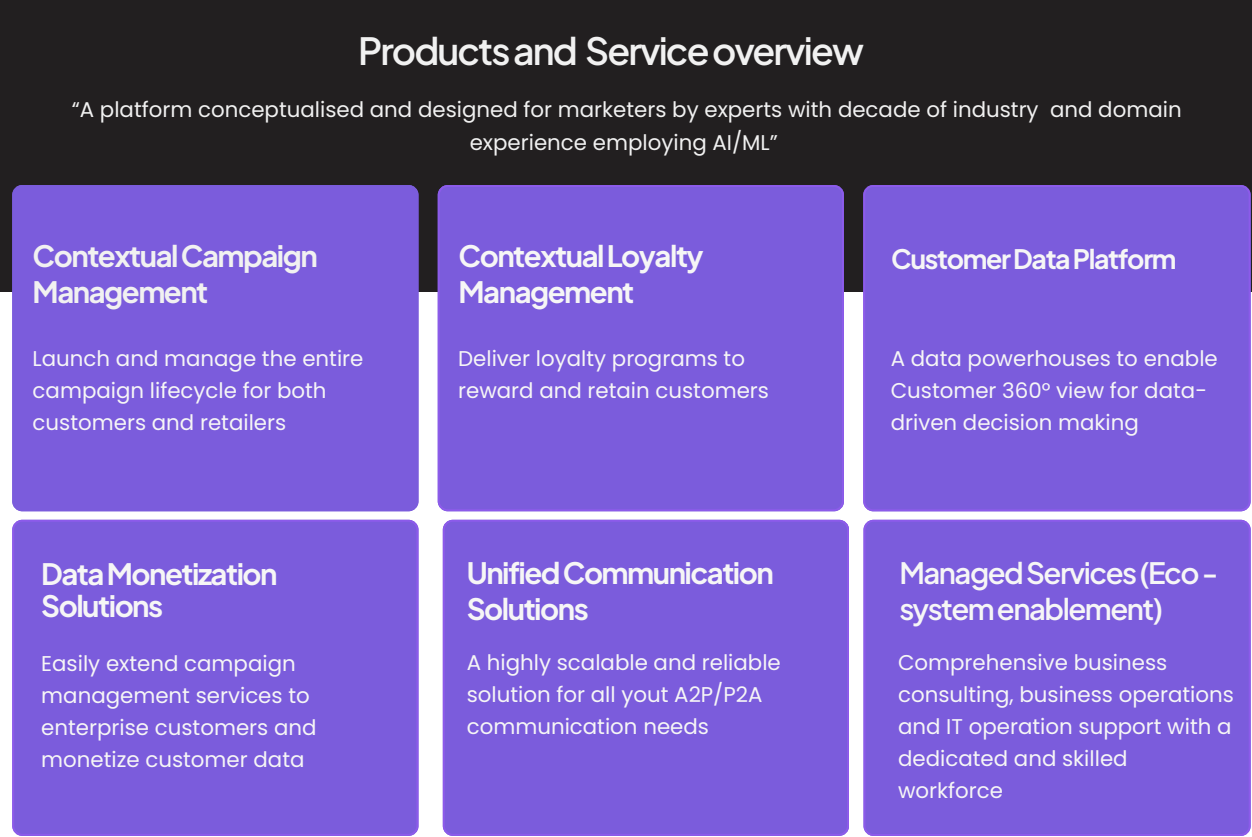 Products and Service overview
“A platform conceptualised and designed for marketers by experts with decade of industry and domain
experience employing AI/ML”
Contextual Campaign
Management
Launch and manage the entire
campaign lifecycle for both
customers and retailers
Contextual Loyalty
Management
Deliver loyalty programs to
reward and retain customers
Customer Data Platform
A data powerhouses to enable
Customer 360° view for data-
driven decision making
Data Monetization
Solutions
Easily extend campaign
management services to
enterprise customers and
monetize customer data
Unified Communication
Solutions
A highly scalable and reliable
solution for all yout A2P/P2A
communication needs
Managed Services (Eco -
system enablement)
Comprehensive business
consulting, business operations
and IT operation support with a
dedicated and skilled
workforce